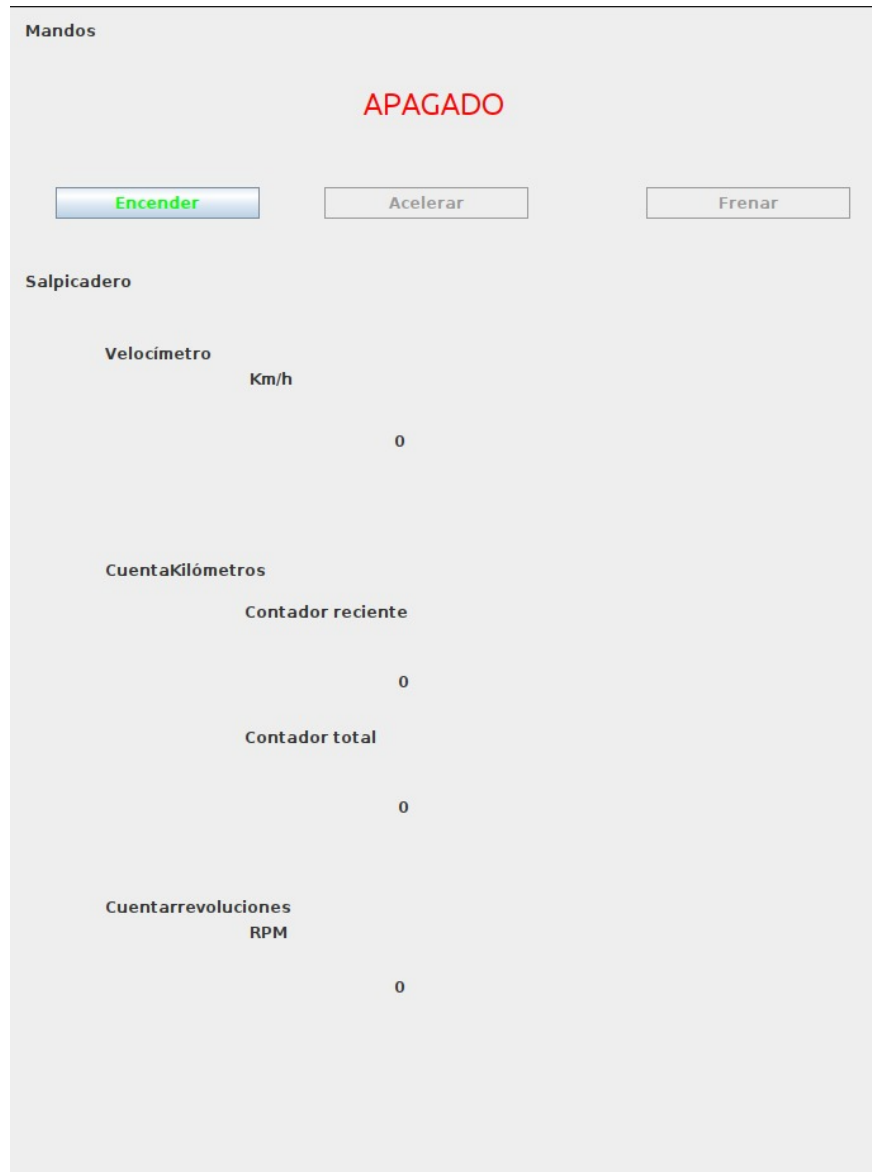 Mandos
APAGADO
Encender Acelerar Frenar
Salpicadero
Velocímetro
Km/h
0
CuentaKilómetros
Contador reciente
0
Contador total
0
Cuentarrevoluciones
RPM
0